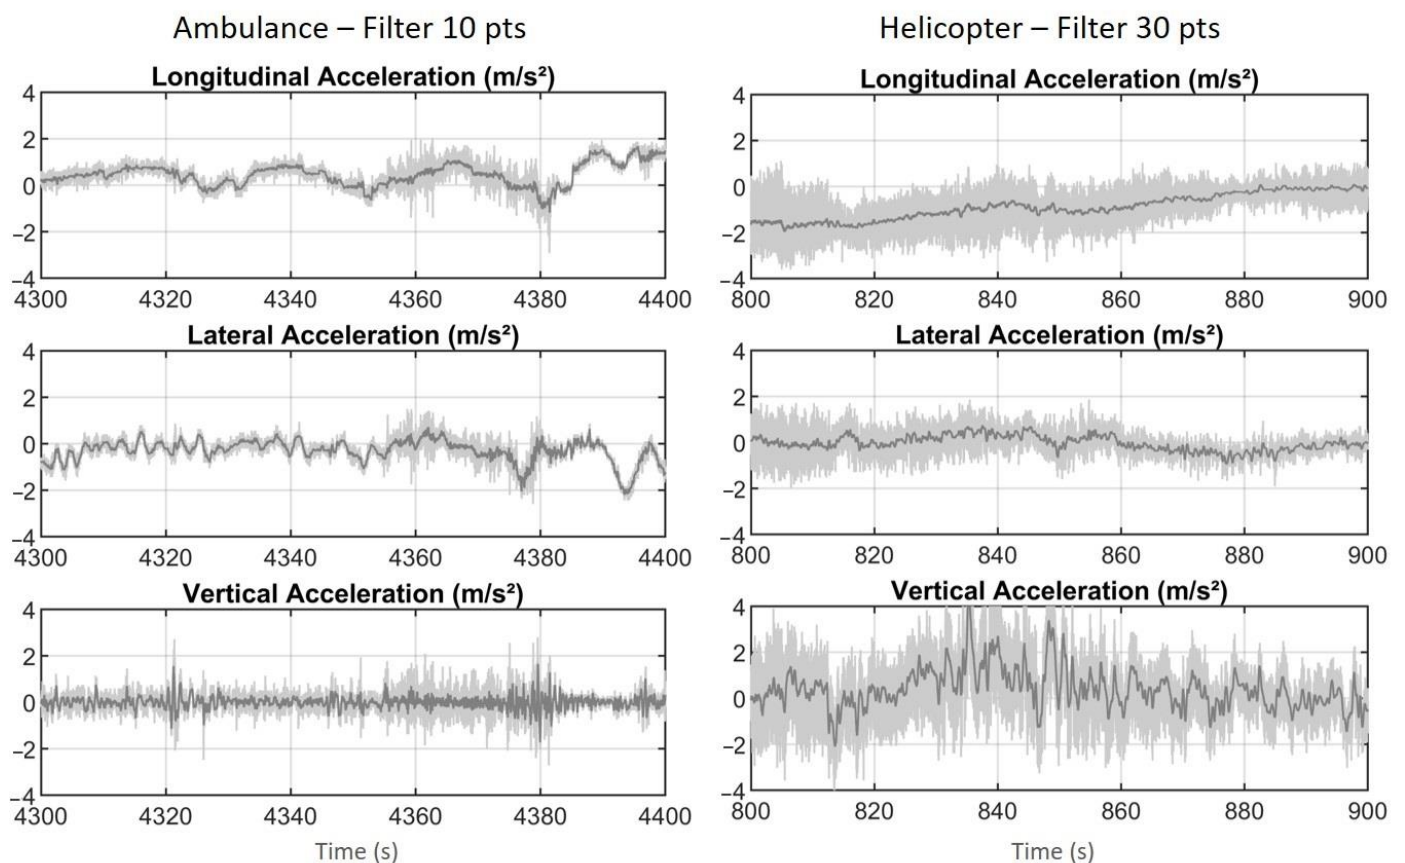 Ambulance – Filter 10 pts
Longitudinal Acceleration (m/s²)
4
2
0
−2
−4
4300 4320 4340 4360 4380 4400
Lateral Acceleration (m/s²)
4
2
0
−2
−4
4300 4320 4340 4360 4380 4400
Vertical Acceleration (m/s²)
4
2
0
−2
−4
4300 4320 4340 4360 4380 4400
Time (s)
Helicopter – Filter 30 pts
Longitudinal Acceleration (m/s²)
4
2
0
−2
−4
800 820 840 860 880 900
Lateral Acceleration (m/s²)
4
2
0
−2
−4
800 820 840 860 880 900
Vertical Acceleration (m/s²)
4
2
0
−2
−4
800 820 840 860 880 900
Time (s)